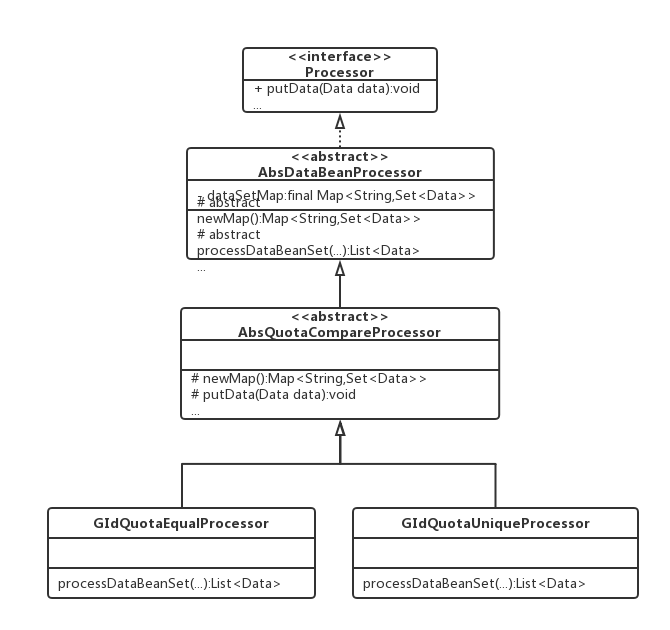 <<interface>>
Processor
+ putData(Data data):void
...
<<abstract>>
AbsDataBeanProcessor
- dataSetMap:final Map<String,Set<Data>>
# abstract
newMap():Map<String,Set<Data>>
# abstract
processDataBeanSet(...):List<Data>
...
<<abstract>>
AbsQuotaCompareProcessor
# newMap():Map<String,Set<Data>>
# putData(Data data):void
...
GIdQuotaEqualProcessor
processDataBeanSet(...):List<Data>
GIdQuotaUniqueProcessor
processDataBeanSet(...):List<Data>